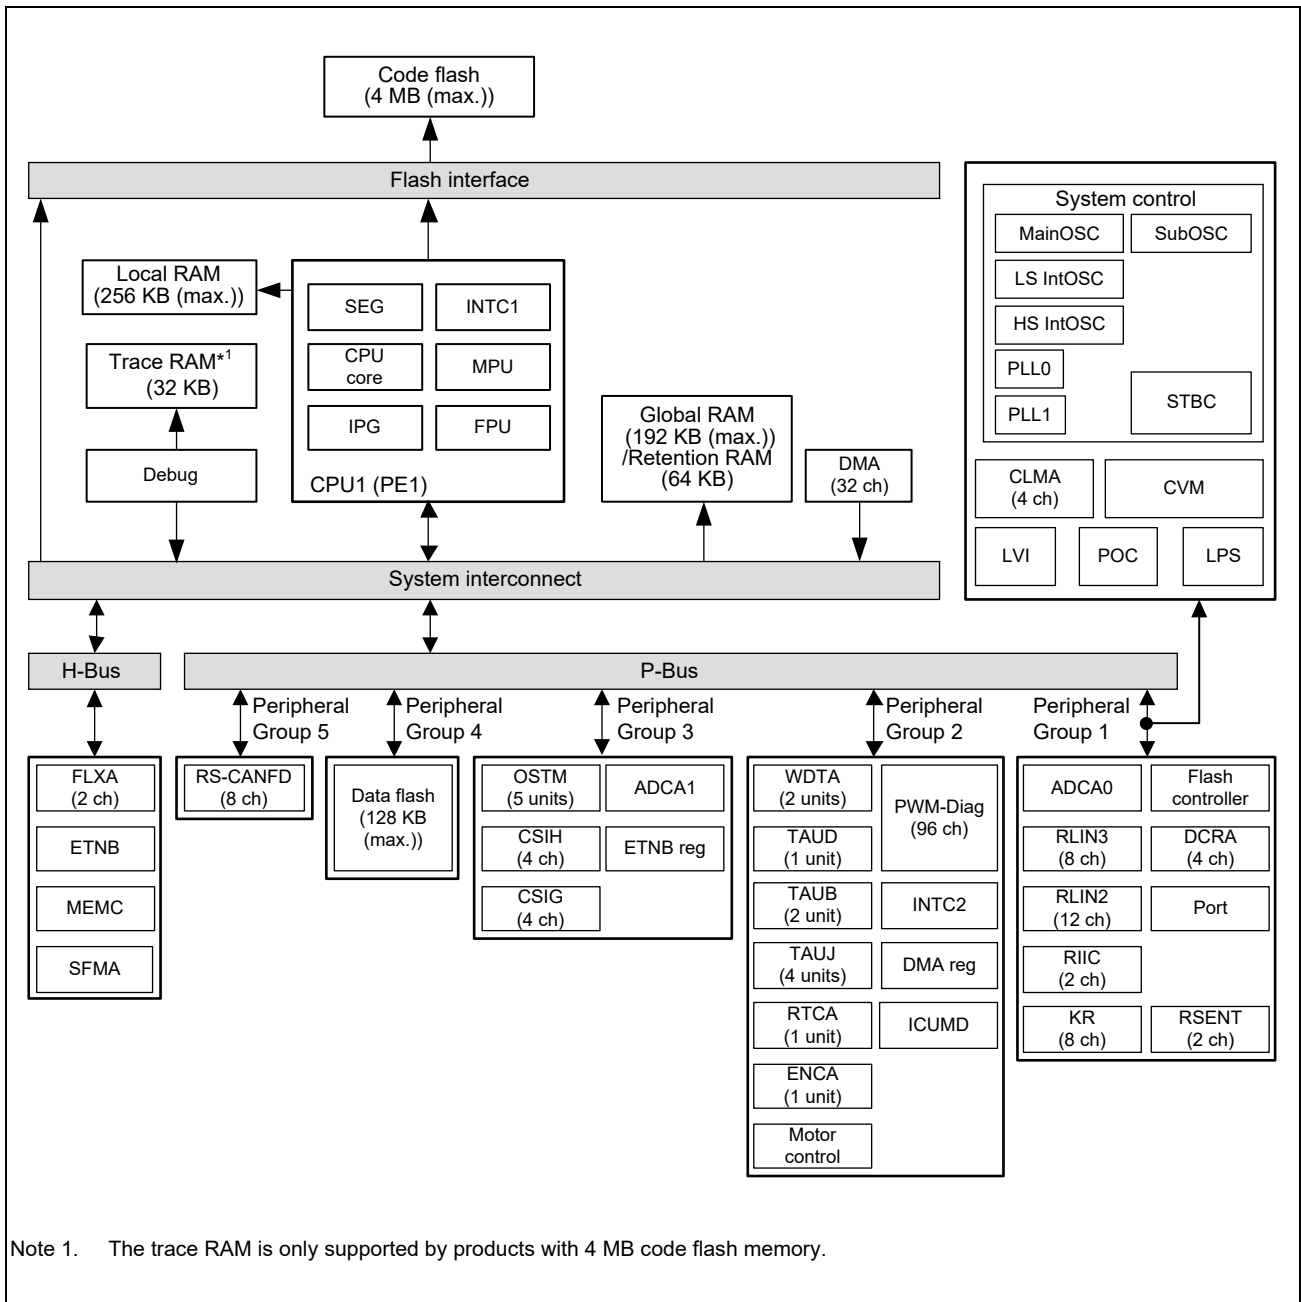 Code flash
(4 MB (max.))
Flash interface
Local RAM
(256 KB (max.))
Trace RAM*1
(32 KB)
Debug
SEG
INTC1
CPU
core
MPU
IPG
FPU
CPU1 (PE1)
Global RAM
(192 KB (max.))
/Retention RAM
(64 KB)
DMA
(32 ch)
System control
MainOSC
SubOSC
LS IntOSC
HS IntOSC
PLL0
PLL1
STBC
CLMA
(4 ch)
CVM
LVI
POC
LPS
System interconnect
H-Bus
P-Bus
Peripheral
Group 5
Peripheral
Group 4
Peripheral
Group 3
Peripheral
Group 2
Peripheral
Group 1
FLXA
(2 ch)
ETNB
MEMC
SFMA
RS-CANFD
(8 ch)
Data flash
(128 KB
(max.))
OSTM
(5 units)
ADCA1
CSIH
(4 ch)
ETNB reg
CSIG
(4 ch)
WDTA
(2 units)
PWM-Diag
(96 ch)
TAUD
(1 unit)
TAUB
(2 unit)
INTC2
TAUJ
(4 units)
DMA reg
RTCA
(1 unit)
ICUMD
ENCA
(1 unit)
Motor
control
ADCA0
Flash
controller
RLIN3
(8 ch)
DCRA
(4 ch)
RLIN2
(12 ch)
Port
RIIC
(2 ch)
KR
(8 ch)
RSENT
(2 ch)
Note 1. The trace RAM is only supported by products with 4 MB code flash memory.